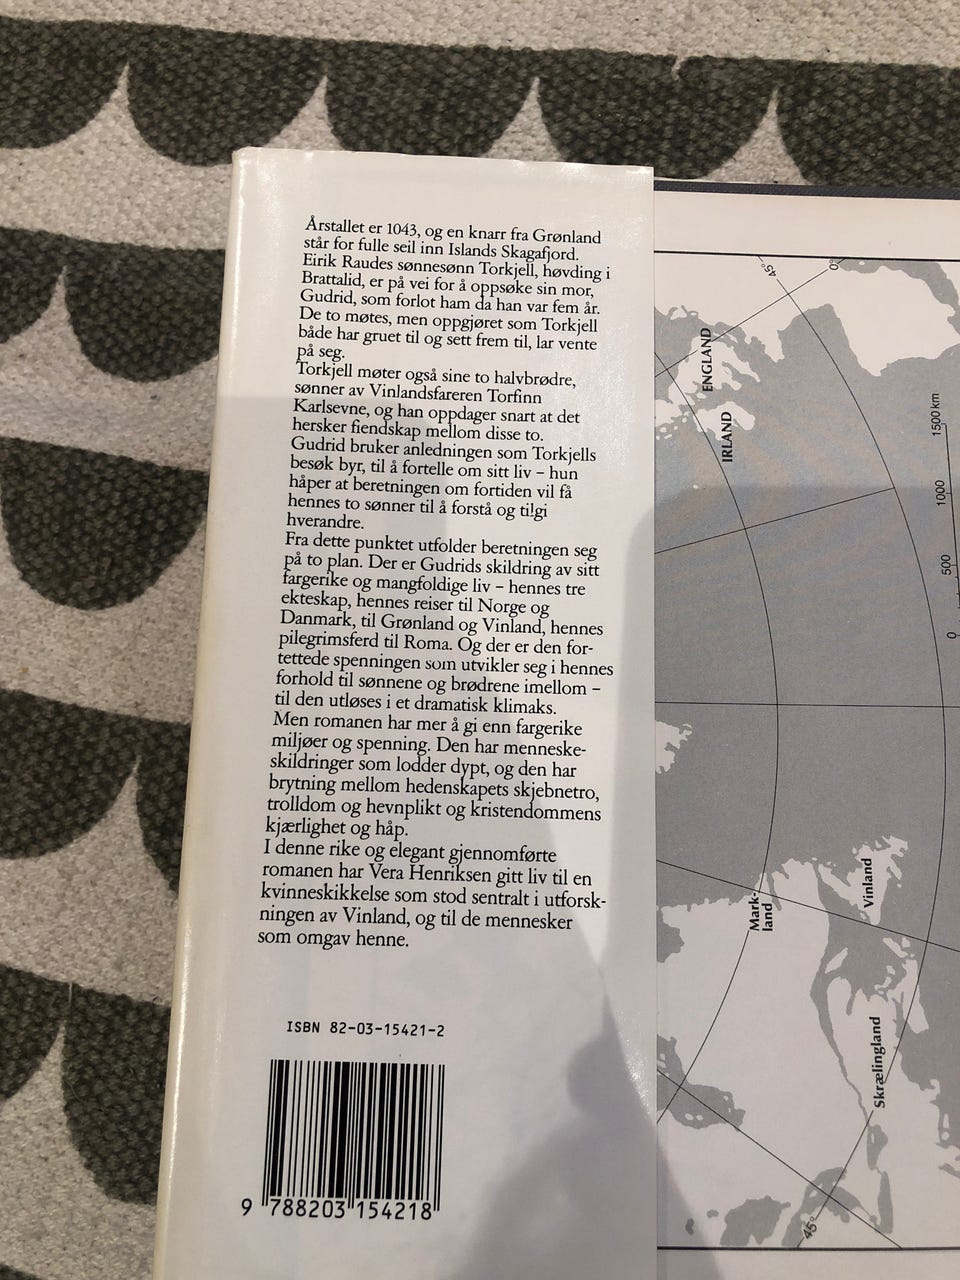 Årstallet er 1043, og en knarr fra Grønland
står for fulle seil inn Islands Skagafjord.
Eirik Raudes sønnesønn Torkjell, høvding i
Brattalid, er på vei for å oppsøke sin mor,
Gudrid, som forlot ham da han var fem år.
De to møtes, men oppgjøret som Torkjell
både har gruet til og sett frem til, lar vente
på seg.
Torkjell møter også sine to halvbrødre,
sønner av Vinlandsfareren Torfinn
Karlsevne, og han oppdager snart at det
hersker fiendskap mellom disse to.
Gudrid bruker anledningen som Torkjells
besøk byr, til å fortelle om sitt liv – hun
håper at beretningen om fortiden vil få
hennes to sønner til å forstå og tilgi
hverandre.
Fra dette punktet utfolder beretningen seg
på to plan. Der er Gudrids skildring av sitt
fargerike og mangfoldige liv – hennes tre
ekteskap, hennes reiser til Norge og
Danmark, til Grønland og Vinland, hennes
pilegrimsferd til Roma. Og der er den for-
tettede spenningen som utvikler seg i hennes
forhold til sønnene og brødrene imellom –
til den utløses i et dramatisk klimaks.
Men romanen har mer å gi enn fargerike
miljøer og spenning. Den har menneske-
skildringer som lodder dypt, og den har
brytning mellom hedenskapets skjebnetro,
trolldom og hevnplikt og kristendommens
kjærlighet og håp.
I denne rike og elegant gjennomførte
romanen har Vera Henriksen gitt liv til en
kvinneskikkelse som stod sentralt i utforsk-
ningen av Vinland, og til de mennesker
som omgav henne.
ISBN 82-03-15421-2
9 788203 154218
45°
0°
ENGLAND
IRLAND
1500 km
1000
500
0
Mark-
land
Vinland
Skrælingland
45°